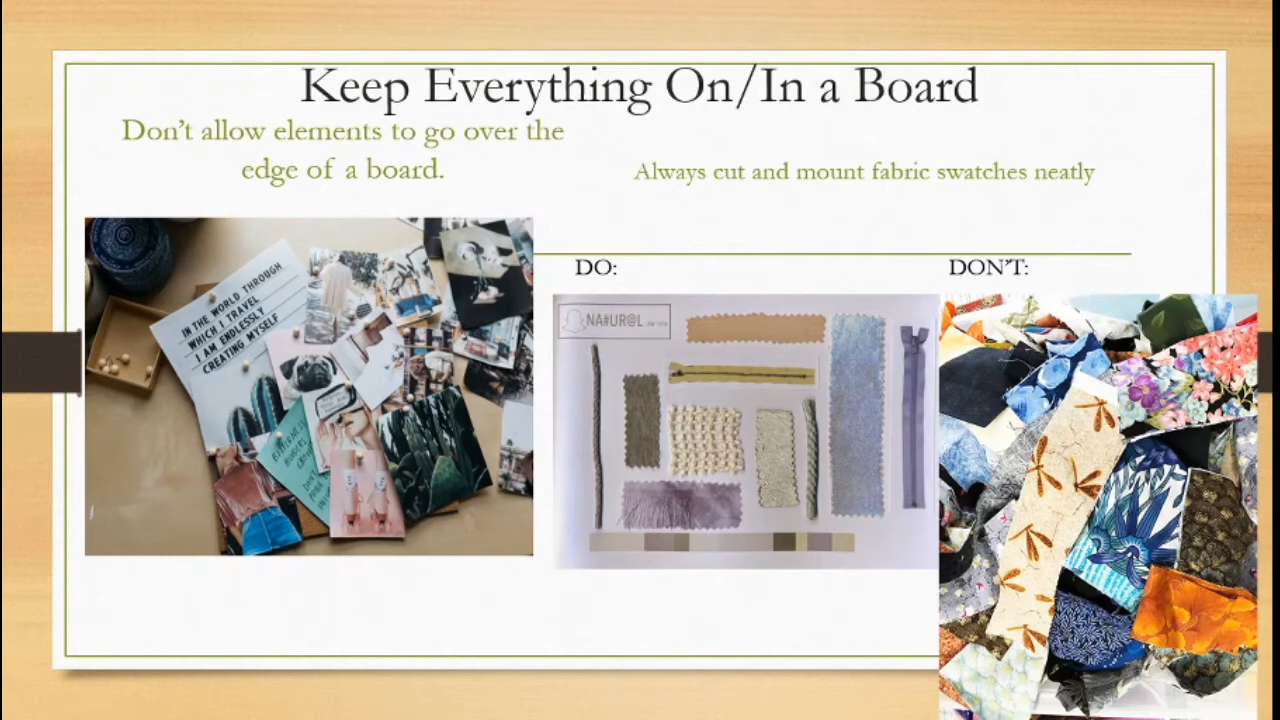 Keep Everything On/In a Board
Don't allow elements to go over the
edge of a board.
Always cut and mount fabric swatches neatly
DO:
DON'T:
IN THE WORLD THROUGH
WHICH I TRAVEL
I AM ENDLESSLY
CREATING MYSELF
NA#UR@L